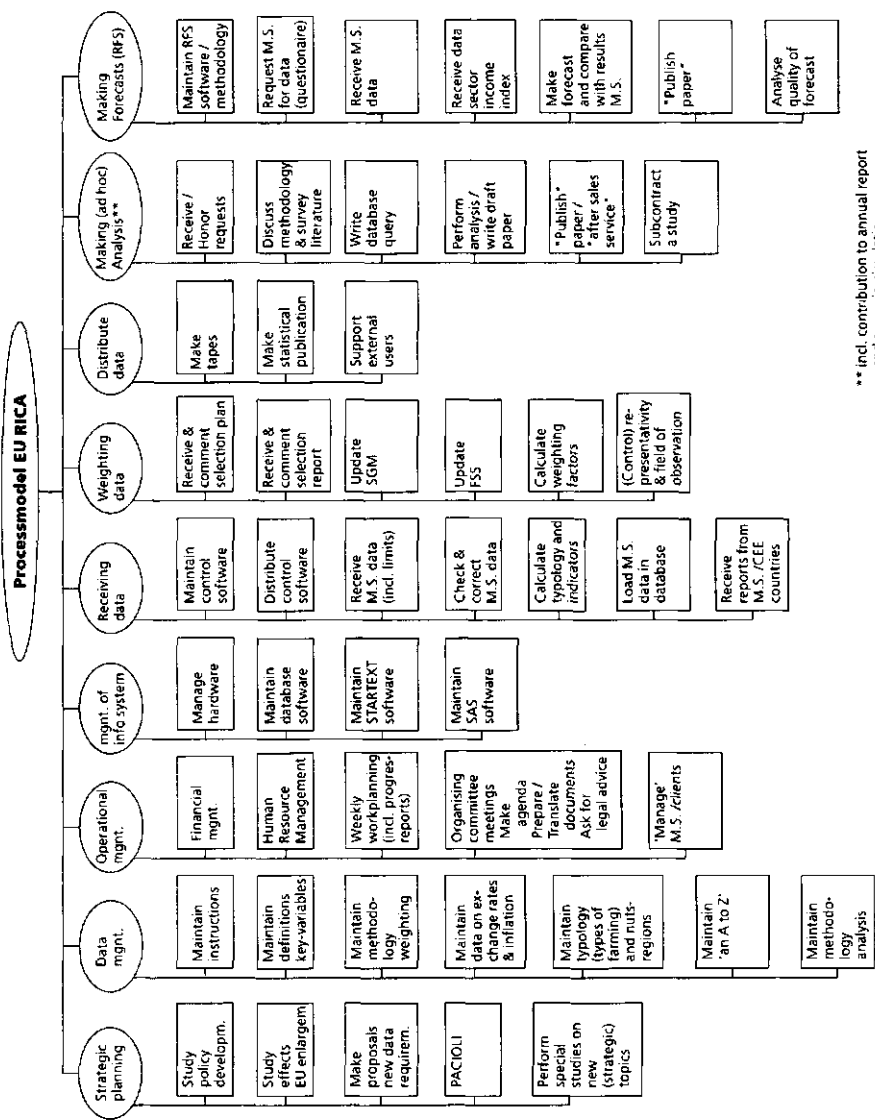 Processmodel EU RICA
Strategic
planning
Study
policy
developm.
Study
effects
EU enlargem
Make
proposals
new data
requirem.
PACIOLI
Perform
special
studies on
new
(strategic)
topics
Data
mgnt.
Maintain
instructions
Maintain
definitions
key-variables
Maintain
methodo-
logy
weighting
Maintain
data on ex-
change rates
& inflation
Maintain
typology
(types of
farming)
and nuts-
regions
Maintain
'an A to Z'
Maintain
methodo-
logy
analysis
Operational
mgnt.
Financial
mgnt.
Human
Resource
Management
Weekly
workplanning
(incl. progres-
reports)
Organising
committee
meetings
Make
agenda
Prepare /
Translate
documents
Ask for
legal advice
'Manage'
M.S. /clients
mgnt. of
info system
Manage
hardware
Maintain
database
software
Maintain
STARTEXT
software
Maintain
SAS
software
Receiving
data
Maintain
control
software
Distribute
control
software
Receive
M.S. data
(incl. limits)
Check &
correct
M.S. data
Calculate
typology and
indicators
Load M.S.
data in
database
Receive
reports from
M.S. /CEE
countries
Weighting
data
Receive &
comment
selection plan
Receive &
comment
selection
report
Update
SGM
Update
FSS
Calculate
weighting
factors
(Control) re-
presentativity
& field of
observation
Distribute
data
Make
tapes
Make
statistical
publication
Support
external
users
Making (ad hoc)
Analysis**
Receive /
Honor
requests
Discuss
methodology
& survey
literature
Write
database
query
Perform
analysis /
write draft
paper
"Publish"
paper /
"after sales
service"
Subcontract
a study
Making
Forecasts (RFS)
Maintain RFS
software /
methodology
Request M.S.
for data
(questionaire)
Receive M.S.
data
Receive data
sector
income
index
Make
forecast
and compare
with results
M.S.
"Publish
paper"
Analyse
quality of
forecast
** incl. contribution to annual report